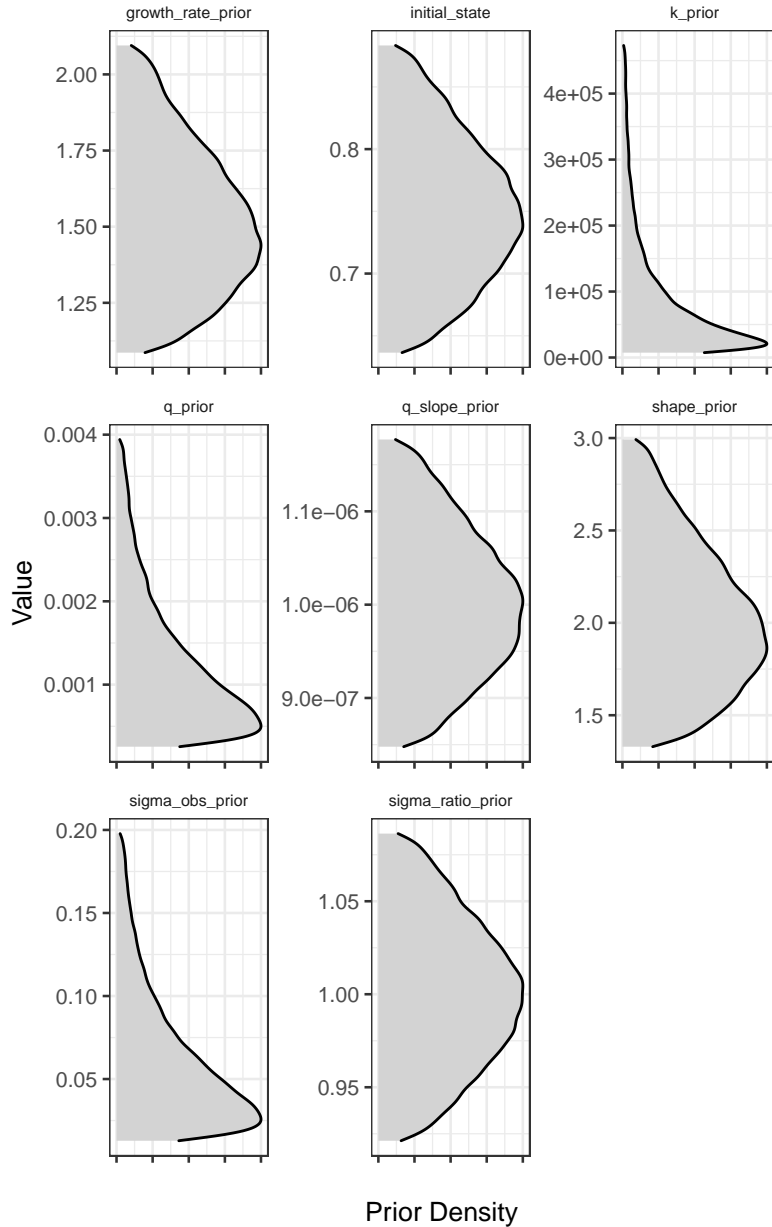 growth_rate_prior
initial_state
k_prior
2.00
1.75
1.50
1.25
0.8
0.7
4e+05
3e+05
2e+05
1e+05
0e+00
q_prior
q_slope_prior
shape_prior
0.004
0.003
0.002
0.001
1.1e−06
1.0e−06
9.0e−07
3.0
2.5
2.0
1.5
Value
sigma_obs_prior
sigma_ratio_prior
0.20
0.15
0.10
0.05
1.05
1.00
0.95
Prior Density